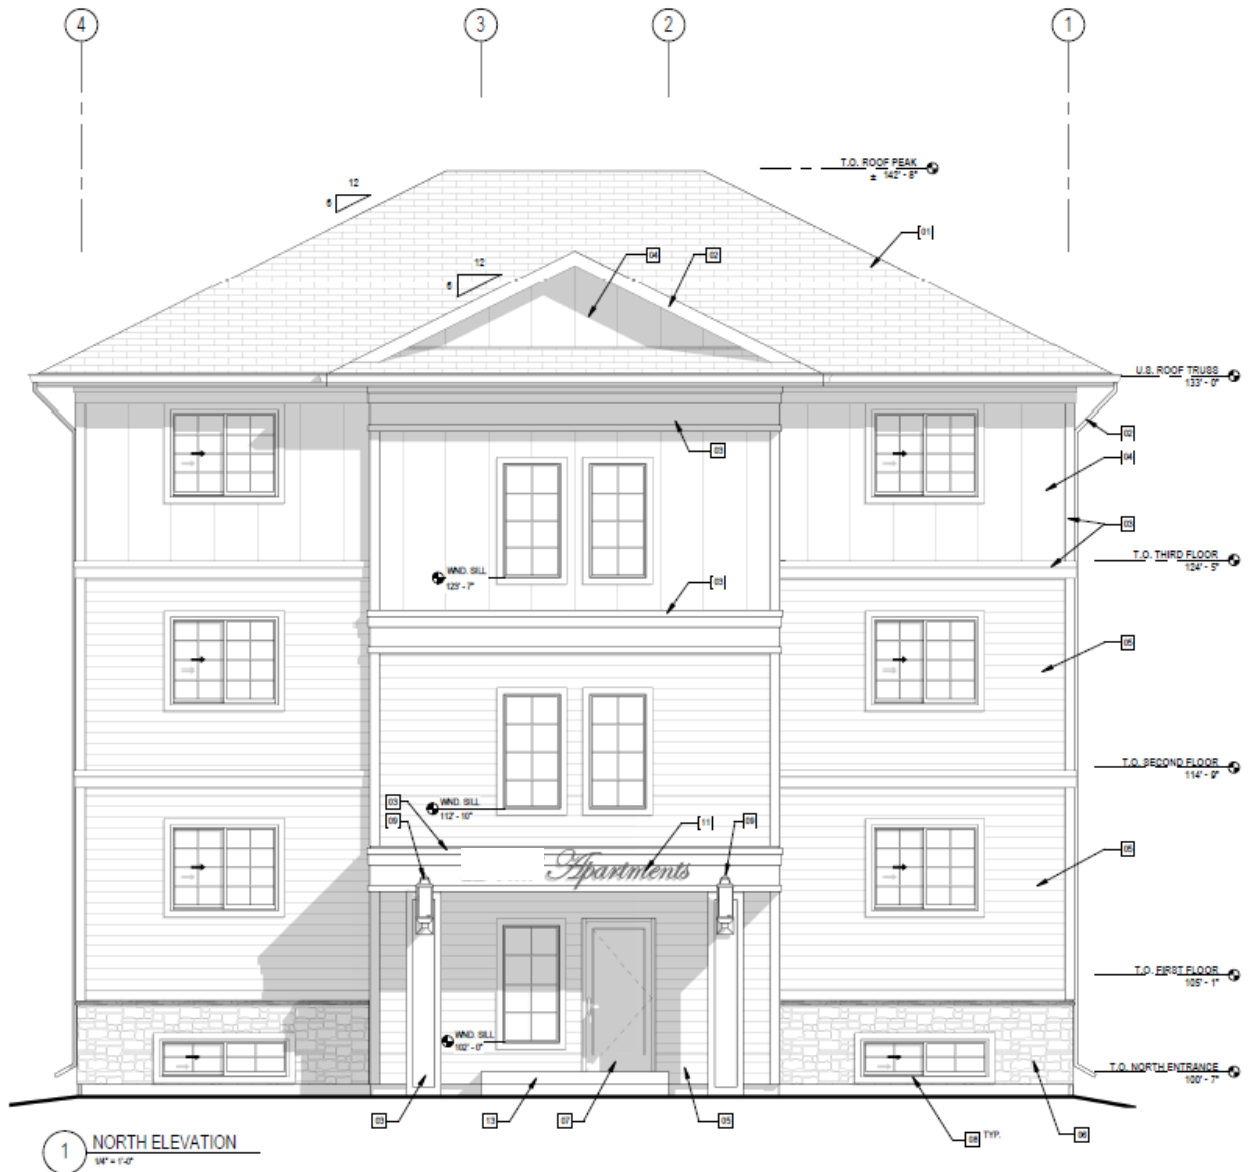 4
3
2
1
T.O. ROOF PEAK
± 142' - 8"
12
6
01
12
6
04
02
U.S. ROOF TRUSS
133' - 0"
02
03
04
03
T.O. THIRD FLOOR
124' - 5"
WND. SILL
123' - 7"
03
05
T.O. SECOND FLOOR
114' - 9"
03
WND. SILL
112' - 10"
09
11
09
05
Apartments
T.O. FIRST FLOOR
105' - 1"
WND. SILL
102' - 0"
T.O. NORTH ENTRANCE
100' - 7"
03
13
07
05
08 TYP.
06
1
NORTH ELEVATION
1/4" = 1'-0"